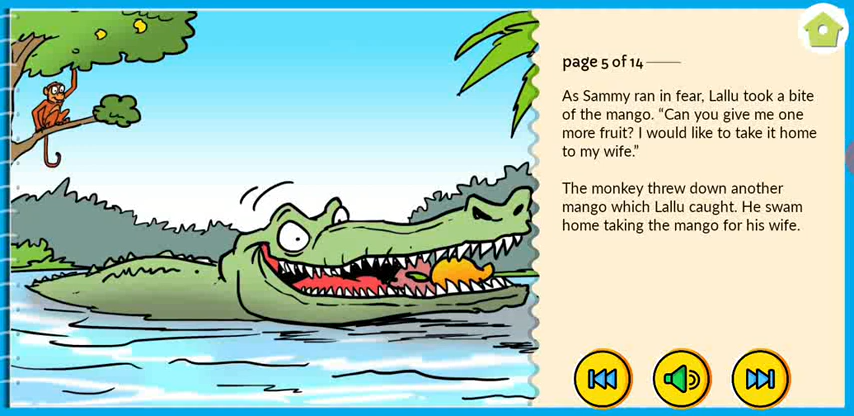 page 5 of 14
As Sammy ran in fear, Lallu took a bite
of the mango. “Can you give me one
more fruit? I would like to take it home
to my wife.”
The monkey threw down another
mango which Lallu caught. He swam
home taking the mango for his wife.